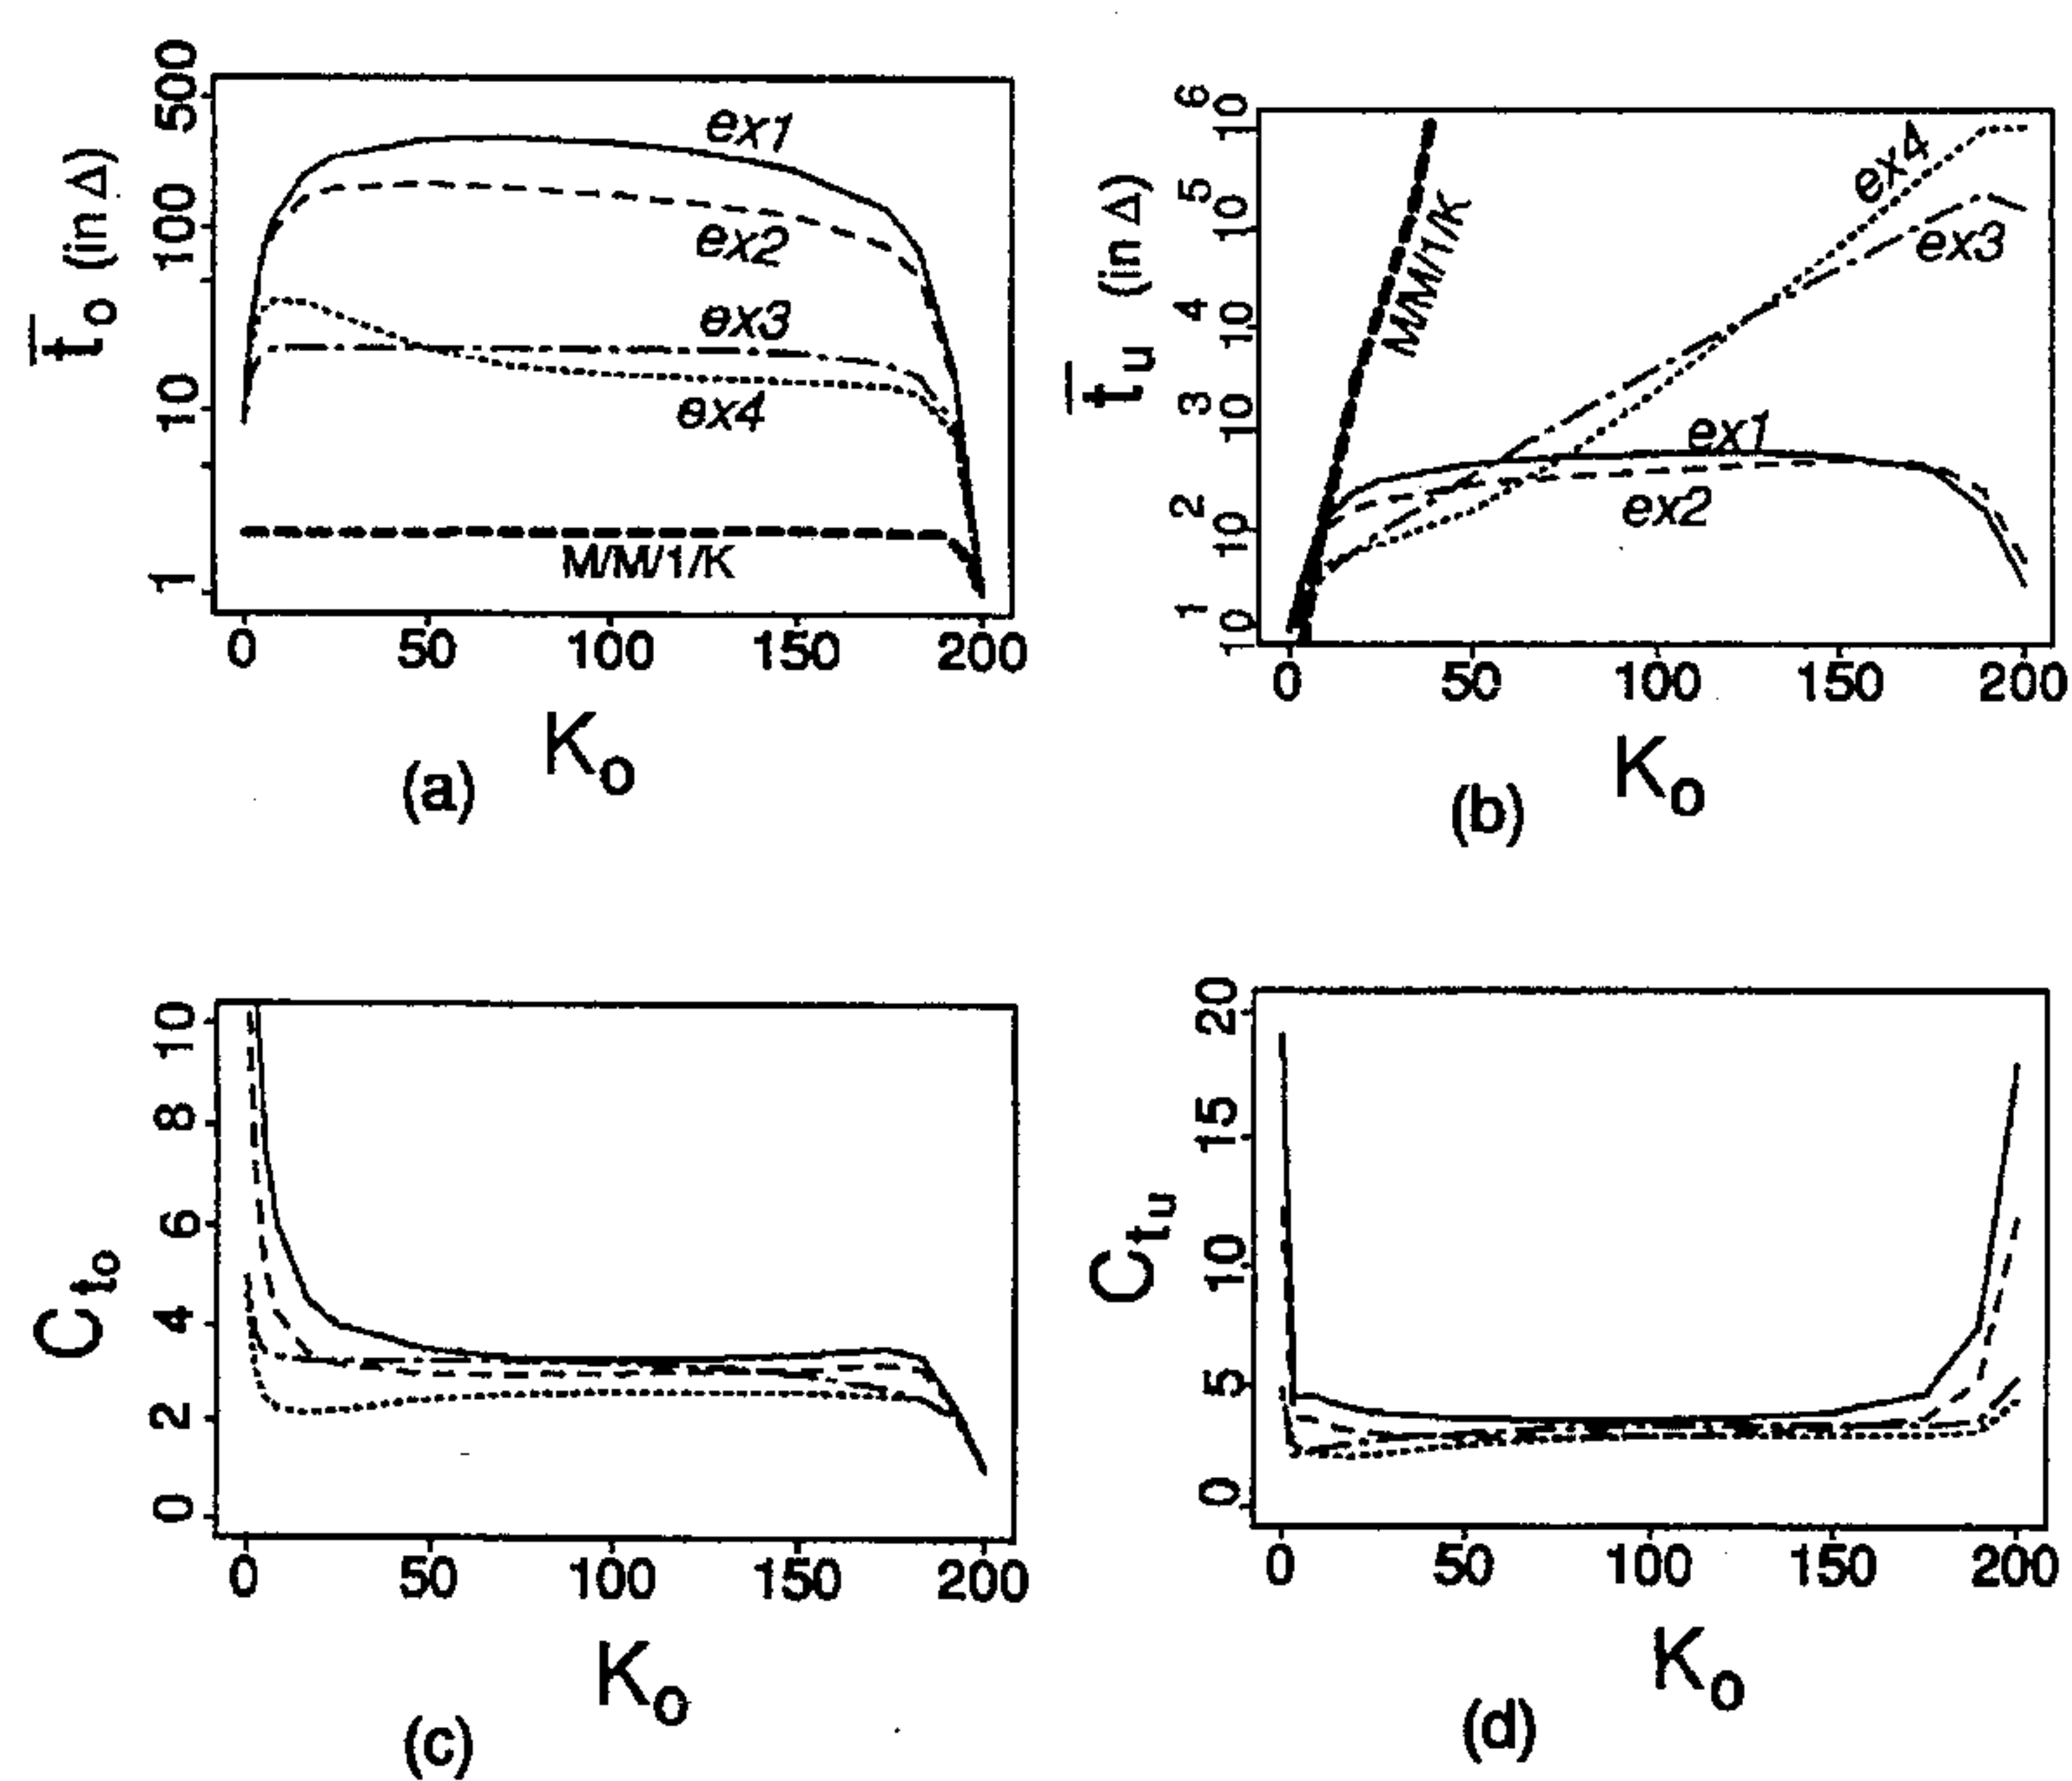 t̄o (in Δ)
500
100
10
1
ex1
ex2
ex3
ex4
M/M/1/K
0 50 100 150 200
Ko
(a)
t̄u (in Δ)
10^6
10^5
10^4
10^3
10^2
10^1
M/M/1/K
ex4
ex3
ex1
ex2
0 50 100 150 200
Ko
(b)
Cto
10
8
6
4
2
0
0 50 100 150 200
Ko
(c)
Ctu
20
15
10
5
0
0 50 100 150 200
Ko
(d)